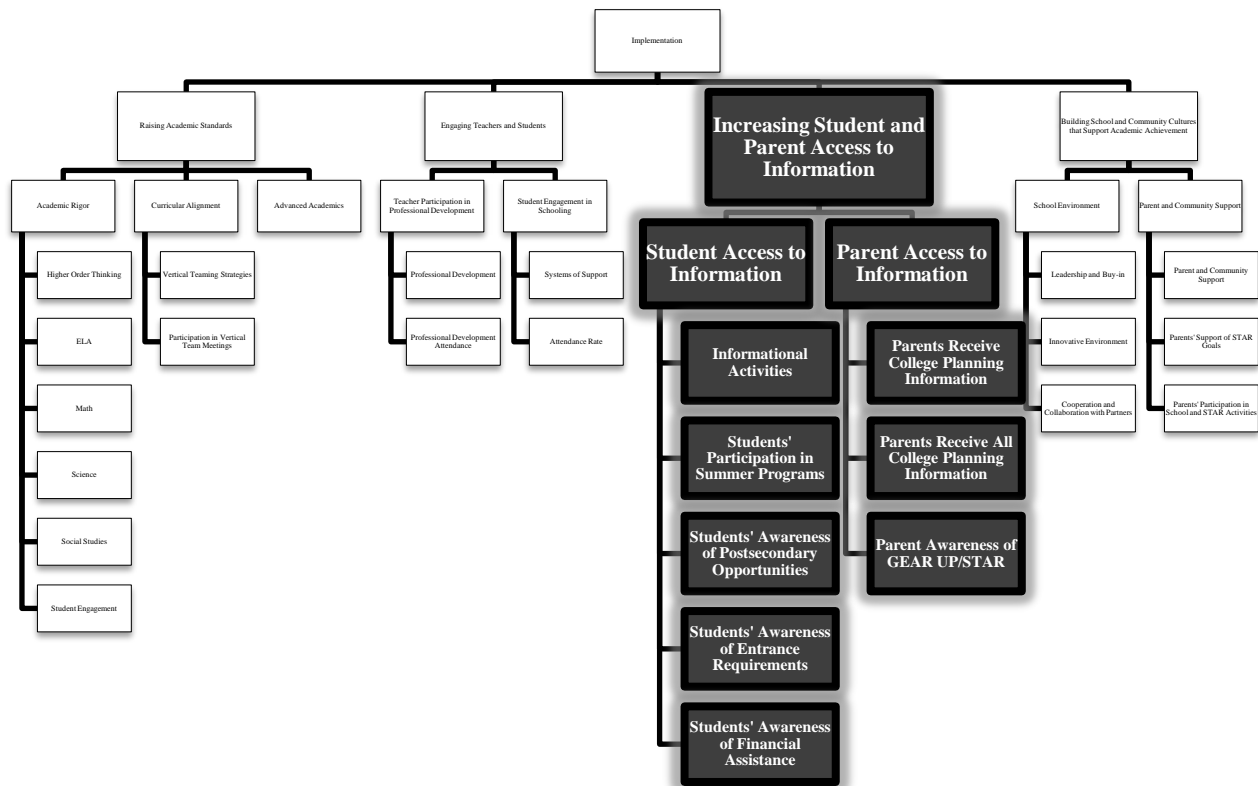 Implementation
Raising Academic Standards
Academic Rigor
Higher Order Thinking
ELA
Math
Science
Social Studies
Student Engagement
Curricular Alignment
Vertical Teaming Strategies
Participation in Vertical
Team Meetings
Advanced Academics
Engaging Teachers and Students
Teacher Participation in
Professional Development
Professional Development
Professional Development
Attendance
Student Engagement in
Schooling
Systems of Support
Attendance Rate
Increasing Student and
Parent Access to
Information
Student Access to
Information
Informational
Activities
Students'
Participation in
Summer Programs
Students' Awareness
of Postsecondary
Opportunities
Students' Awareness
of Entrance
Requirements
Students' Awareness
of Financial
Assistance
Parent Access to
Information
Parents Receive
College Planning
Information
Parents Receive All
College Planning
Information
Parent Awareness of
GEAR UP/STAR
Building School and Community Cultures
that Support Academic Achievement
School Environment
Leadership and Buy-in
Innovative Environment
Cooperation and
Collaboration with Partners
Parent and Community Support
Parent and Community
Support
Parents' Support of STAR
Goals
Parents' Participation in
School and STAR Activities